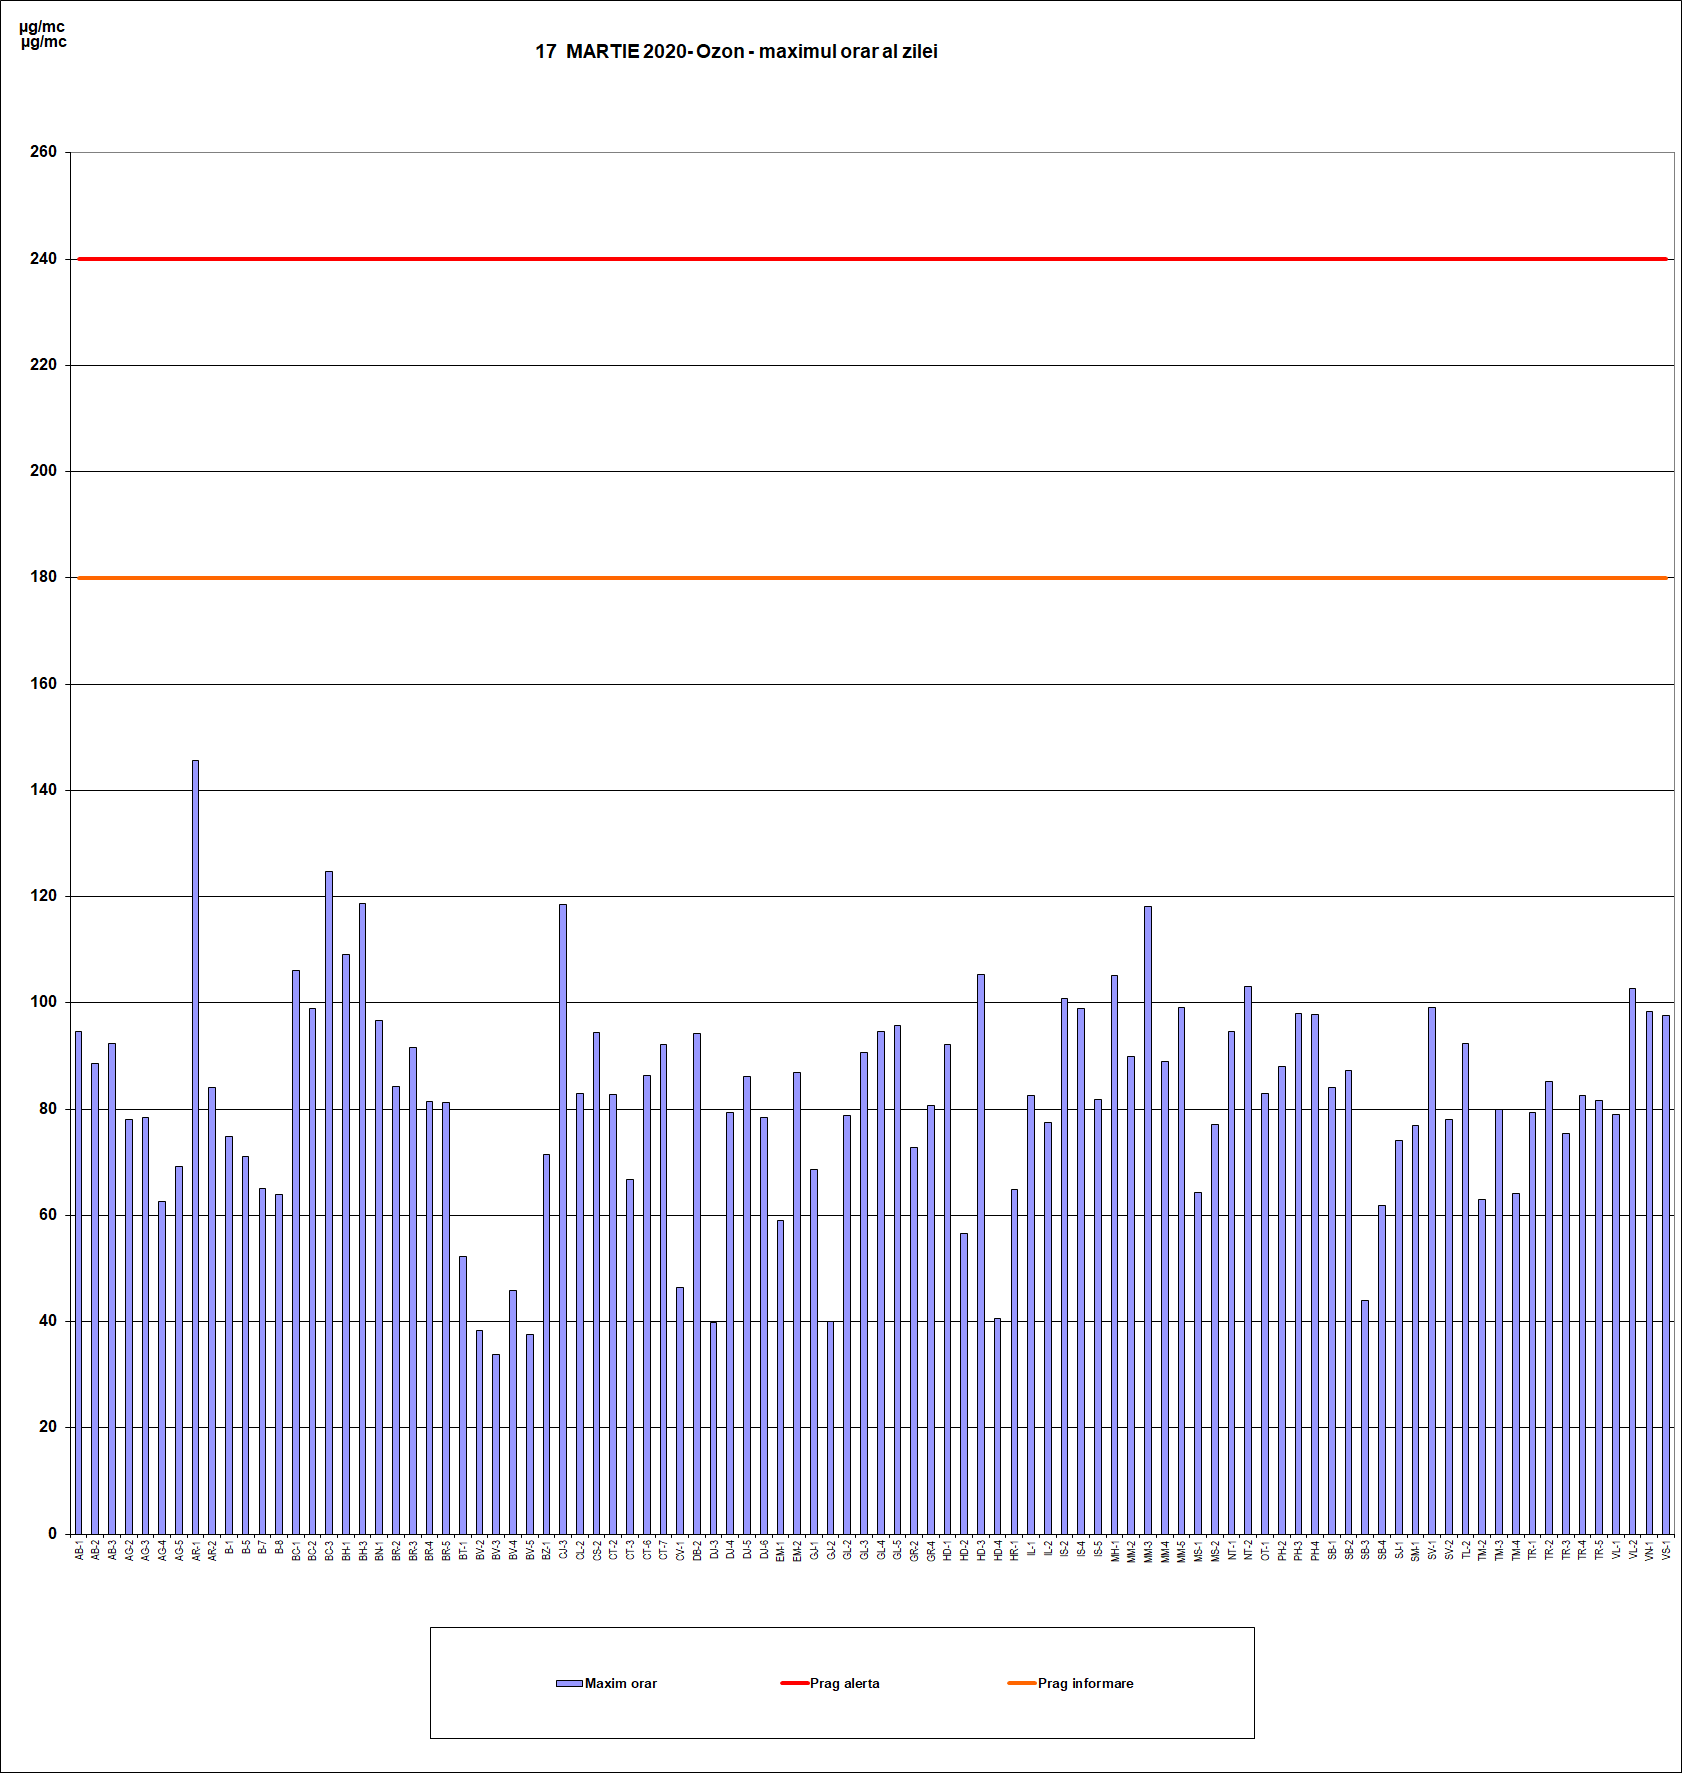 µg/mc
µg/mc
17 MARTIE 2020- Ozon - maximul orar al zilei
260
240
220
200
180
160
140
120
100
80
60
40
20
0
AB-1 AB-2 AB-3 AG-2 AG-3 AG-4 AG-5 AR-1 AR-2 B-1 B-5 B-7 B-8 BC-1 BC-2 BC-3 BH-1 BH-3 BN-1 BR-2 BR-3 BR-4 BR-5 BT-1 BV-2 BV-3 BV-4 BV-5 BZ-1 CJ-3 CL-2 CS-2 CT-2 CT-3 CT-6 CT-7 CV-1 DB-2 DJ-3 DJ-4 DJ-5 DJ-6 EM-1 EM-2 GJ-1 GJ-2 GL-2 GL-3 GL-4 GL-5 GR-2 GR-4 HD-1 HD-2 HD-3 HD-4 HR-1 IL-1 IL-2 IS-2 IS-4 IS-5 MH-1 MM-2 MM-3 MM-4 MM-5 MS-1 MS-2 NT-1 NT-2 OT-1 PH-2 PH-3 PH-4 SB-1 SB-2 SB-3 SB-4 SJ-1 SM-1 SV-1 SV-2 TL-2 TM-2 TM-3 TM-4 TR-1 TR-2 TR-3 TR-4 TR-5 VL-1 VL-2 VN-1 VS-1
Maxim orar Prag alerta Prag informare